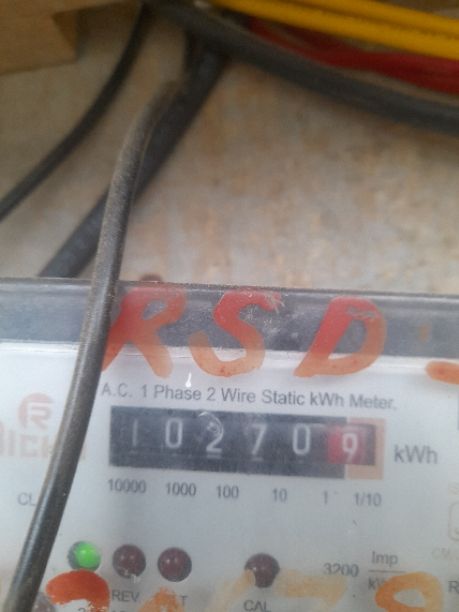 RSD
A.C. 1 Phase 2 Wire Static kWh Meter.
102709 kWh
10000 1000 100 10 1 1/10
3200 Imp
REV
CAL